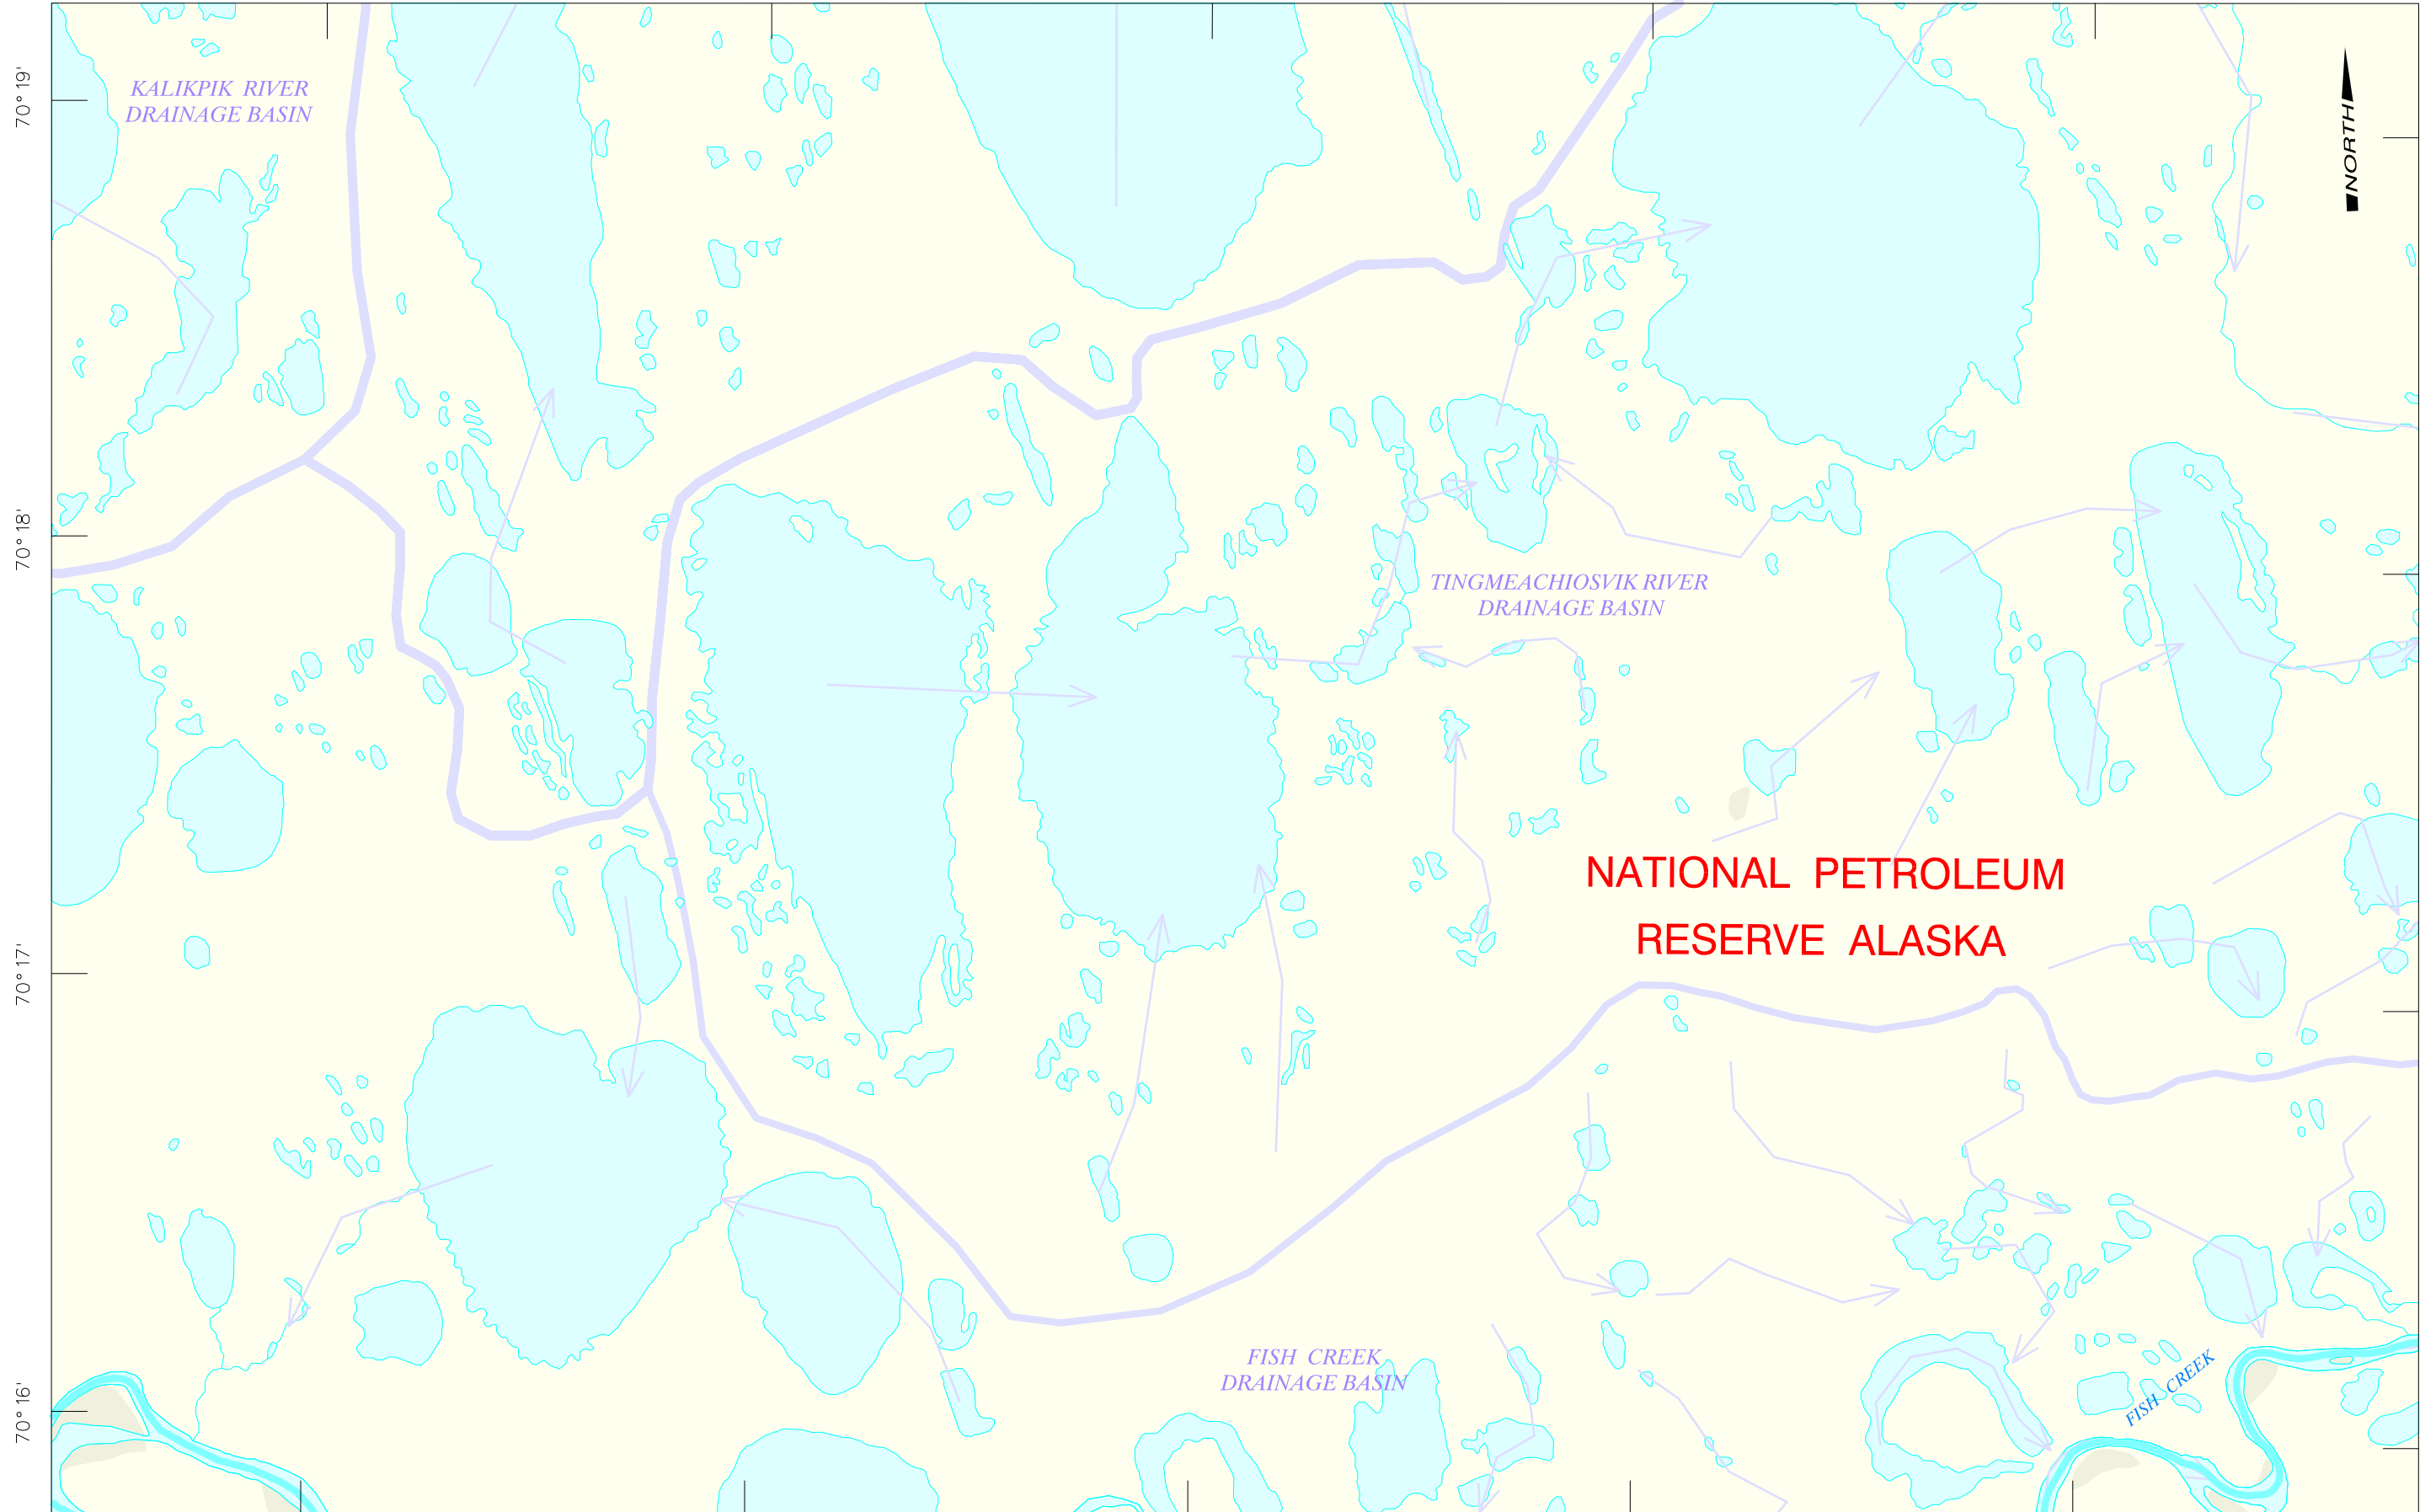 70°19'
KALIKPIK RIVER
DRAINAGE BASIN
NORTH
70°18'
TINGMEACHIOSVIK RIVER
DRAINAGE BASIN
NATIONAL PETROLEUM
RESERVE ALASKA
70°17'
FISH CREEK
DRAINAGE BASIN
FISH CREEK
70°16'